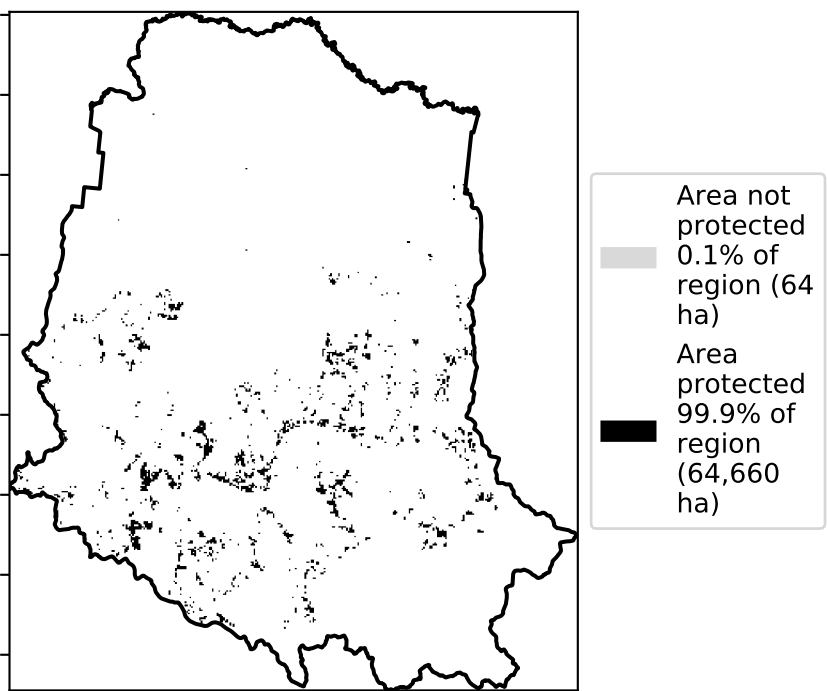 Area not
protected
0.1% of
region (64
ha)
Area
protected
99.9% of
region
(64,660
ha)